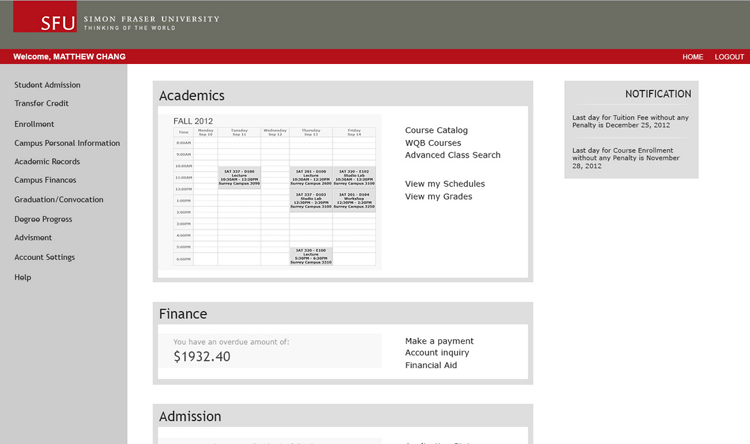 SFU SIMON FRASER UNIVERSITY
THINKING OF THE WORLD
Welcome, MATTHEW CHANG
HOME LOGOUT
Student Admission
Transfer Credit
Enrollment
Campus Personal Information
Academic Records
Campus Finances
Graduation/Convocation
Degree Progress
Advisment
Account Settings
Help
Academics
FALL 2012
Time Monday Tuesday Wednesday Thursday Friday
Sep 10 Sep 11 Sep 12 Sep 13 Sep 14
8:00AM
9:00AM
10:00AM
11:00AM
12:00PM
1:00PM
2:00PM
3:00PM
4:00PM
5:00PM
6:00PM
IAT 337 - D100
Lecture
10:30AM - 12:20PM
Surrey Campus 3090
IAT 201 - D100
Lecture
10:30AM - 12:20PM
Surrey Campus 2600
IAT 320 - E102
Studio Lab
10:30AM - 12:20PM
Surrey Campus 3100
IAT 337 - D102
Studio Lab
12:30PM - 2:20PM
Surrey Campus 3100
IAT 201 - D104
Workshop
12:30PM - 2:20PM
Surrey Campus 3250
IAT 320 - E100
Lecture
5:30PM - 6:20PM
Surrey Campus 3310
Course Catalog
WQB Courses
Advanced Class Search
View my Schedules
View my Grades
Finance
You have an overdue amount of:
$1932.40
Make a payment
Account inquiry
Financial Aid
Admission
NOTIFICATION
Last day for Tuition Fee without any
Penalty is December 25, 2012
Last day for Course Enrollment
without any Penalty is November
28, 2012